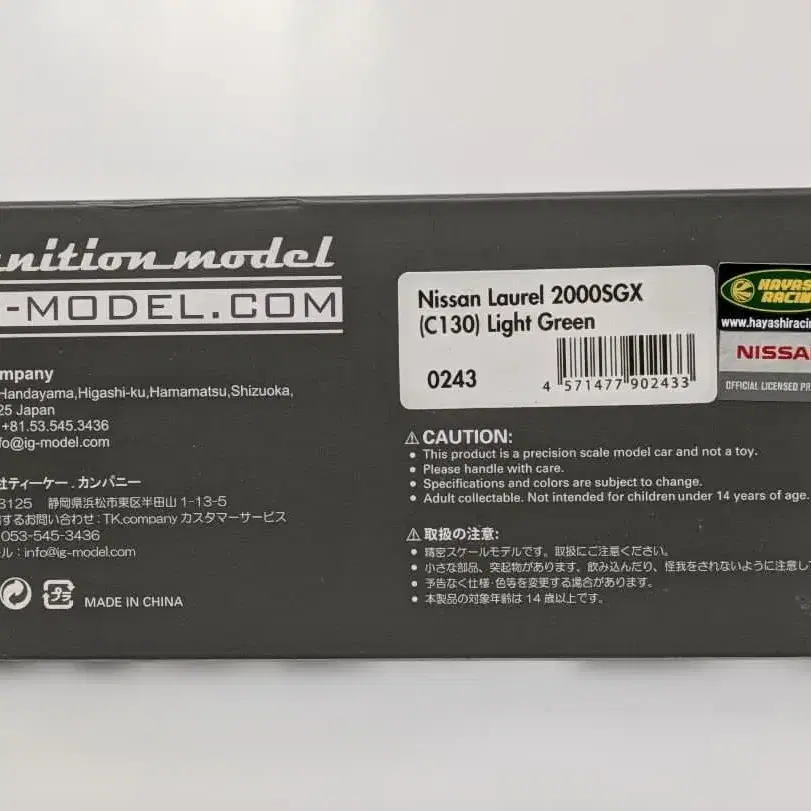 nition model
-MODEL.COM
mpany
Handayama,Higashi-ku,Hamamatsu,Shizuoka,
25 Japan
+81.53.545.3436
fo@ig-model.com
社ティーケー.カンパニー
3125 静岡県浜松市東区半田山1-13-5
するお問い合わせ:TK.company カスタマーサービス
053-545-3436
ル:info@ig-model.com
プラ
MADE IN CHINA
Nissan Laurel 2000SGX
(C130) Light Green
0243
4 571477 902433
HAYAS
RACIN
www.hayashiracin
NISSA
OFFICIAL LICENSED PR
CAUTION:
• This product is a precision scale model car and not a toy.
• Please handle with care.
• Specifications and colors are subject to change.
• Adult collectable. Not intended for children under 14 years of age.
取扱の注意:
• 精密スケールモデルです。取扱にご注意ください。
• 小さな部品、突起物があります、飲み込んだり、怪我をされないように注意し
• 予告なく仕様・色等を変更する場合があります。
• 本製品の対象年齢は14歳以上です。